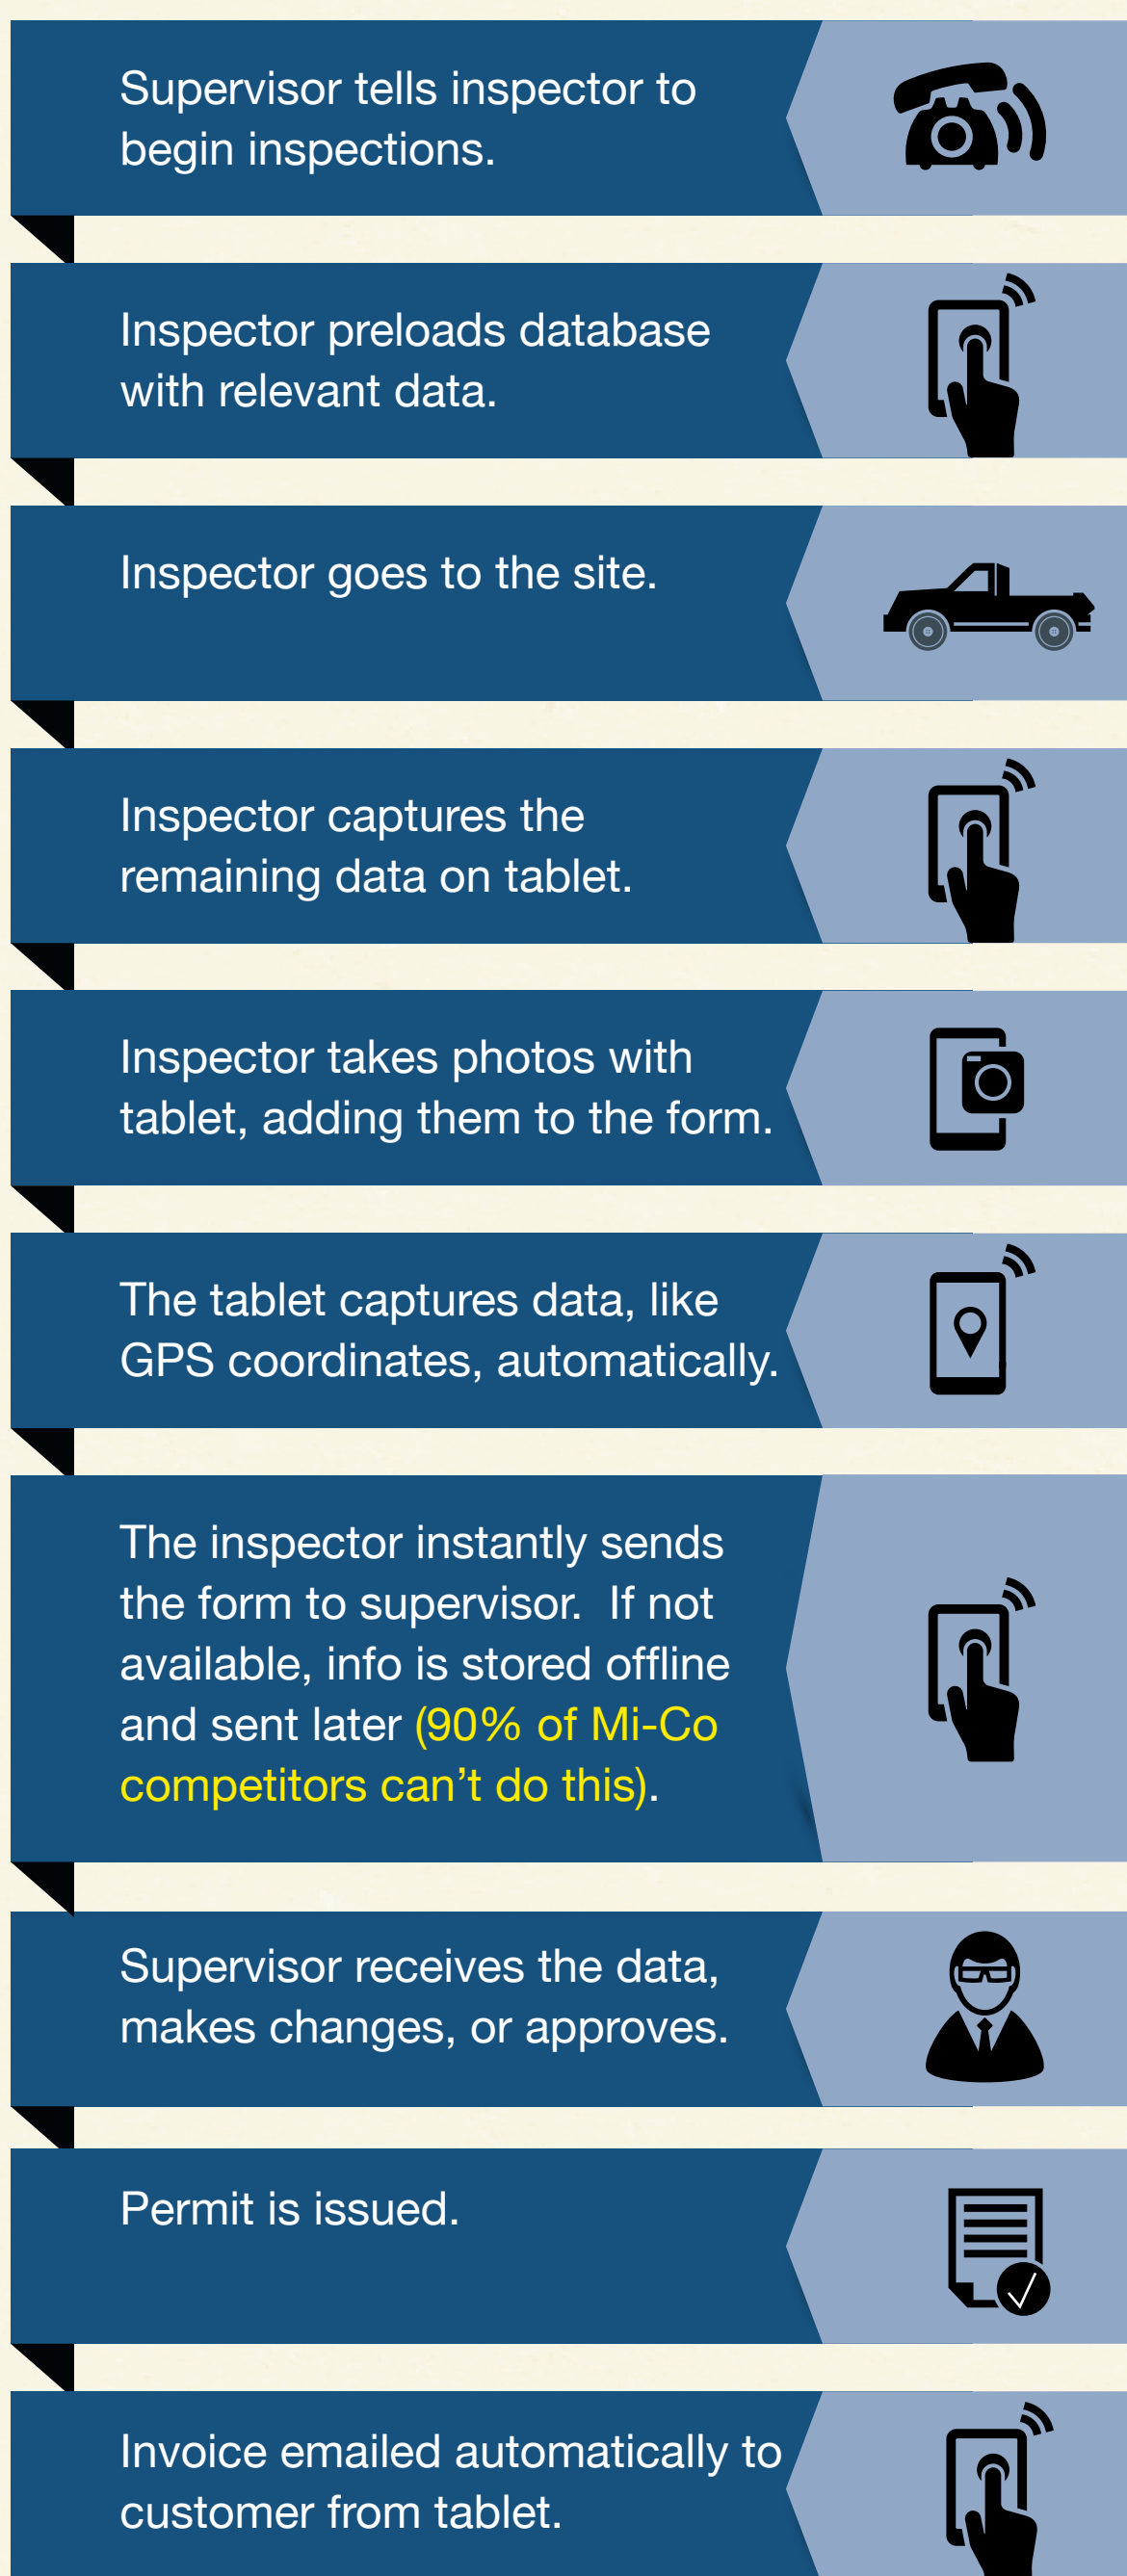 Supervisor tells inspector to
begin inspections.
Inspector preloads database
with relevant data.
Inspector goes to the site.
Inspector captures the
remaining data on tablet.
Inspector takes photos with
tablet, adding them to the form.
The tablet captures data, like
GPS coordinates, automatically.
The inspector instantly sends
the form to supervisor.  If not
available, info is stored offline
and sent later (90% of Mi-Co
competitors can’t do this).
Supervisor receives the data,
makes changes, or approves.
Permit is issued.
Invoice emailed automatically to
customer from tablet.